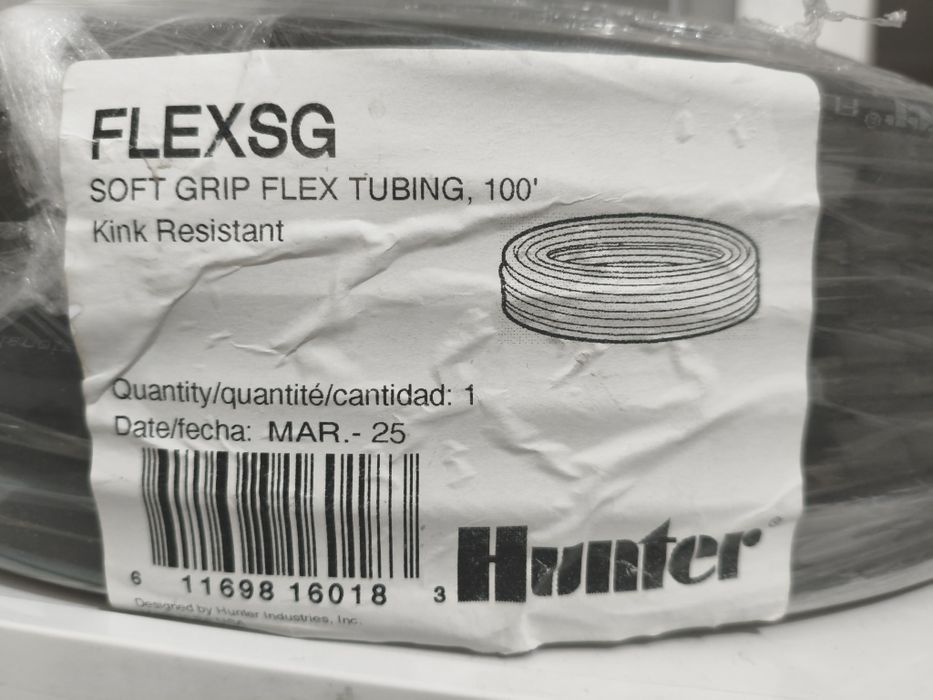 FLEXSG
SOFT GRIP FLEX TUBING, 100'
Kink Resistant
Quantity/quantité/cantidad: 1
Date/fecha: MAR.- 25
6 11698 16018 3
Hunter®
Designed by Hunter Industries, Inc.